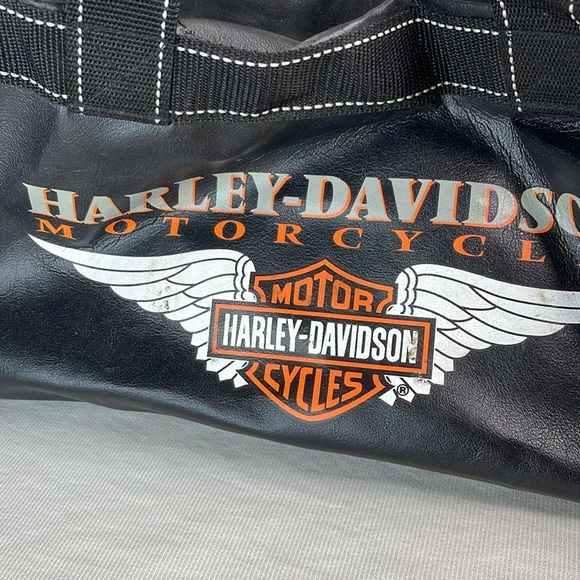 HARLEY-DAVIDSO
MOTORCYCL
MOTOR
HARLEY-DAVIDSON
CYCLES
®